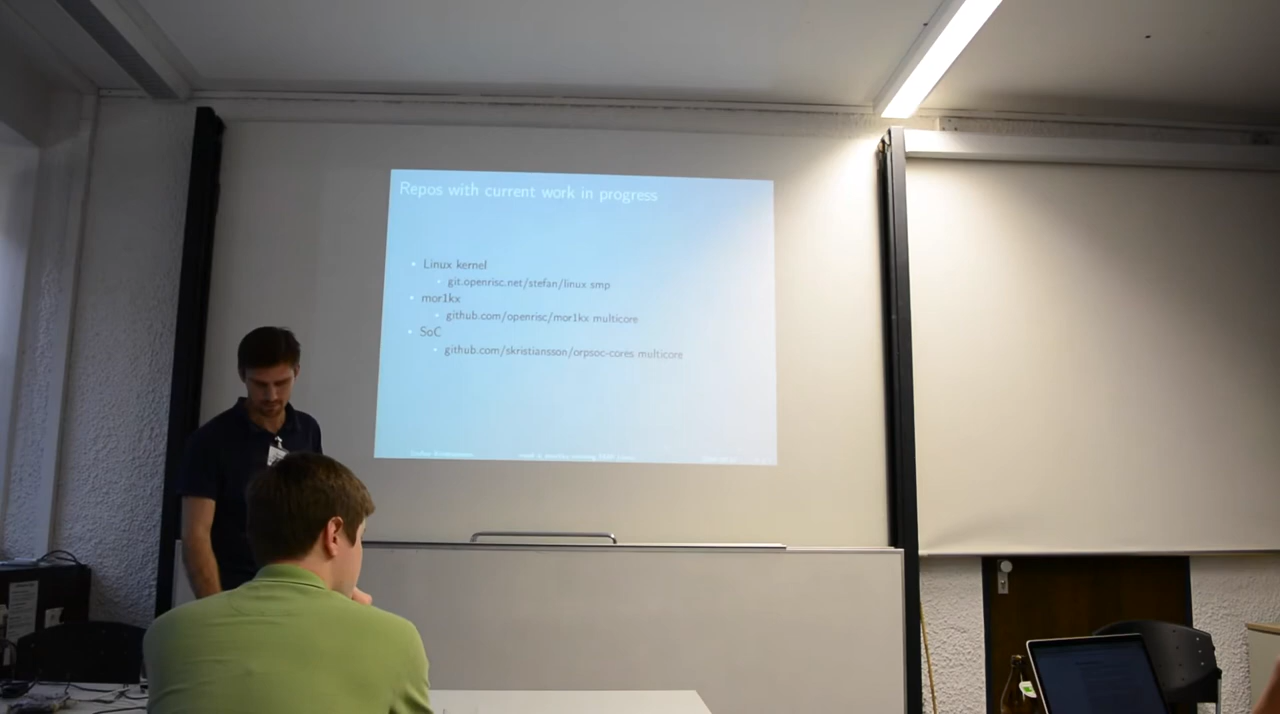 Repos with current work in progress
Linux kernel
git.openrisc.net/stefan/linux smp
mor1kx
github.com/openrisc/mor1kx multicore
SoC
github.com/skristiansson/orpsoc-cores multicore